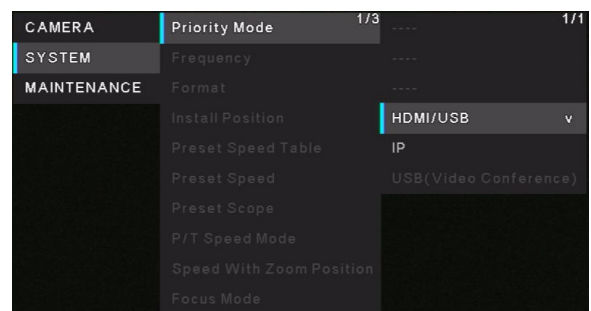 CAMERA
SYSTEM
MAINTENANCE
Priority Mode 1/3
Frequency
Format
Install Position
Preset Speed Table
Preset Speed
Preset Scope
P/T Speed Mode
Speed With Zoom Position
Focus Mode
1/1
----
----
----
HDMI/USB v
IP
USB(Video Conference)